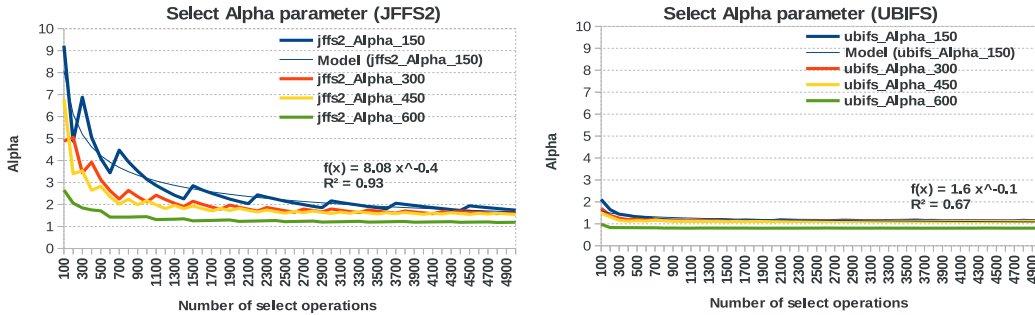 Select Alpha parameter (JFFS2)
10
9
8
7
6
5
4
3
2
1
0
Alpha
jffs2_Alpha_150
Model (jffs2_Alpha_150)
jffs2_Alpha_300
jffs2_Alpha_450
jffs2_Alpha_600
f(x) = 8.08 x^-0.4
R² = 0.93
100 300 500 700 900 1100 1300 1500 1700 1900 2100 2300 2500 2700 2900 3100 3300 3500 3700 3900 4100 4300 4500 4700 4900
Number of select operations
Select Alpha parameter (UBIFS)
10
9
8
7
6
5
4
3
2
1
0
Alpha
ubifs_Alpha_150
Model (ubifs_Alpha_150)
ubifs_Alpha_300
ubifs_Alpha_450
ubifs_Alpha_600
f(x) = 1.6 x^-0.1
R² = 0.67
100 300 500 700 900 1100 1300 1500 1700 1900 2100 2300 2500 2700 2900 3100 3300 3500 3700 3900 4100 4300 4500 4700 4900
Number of select operations